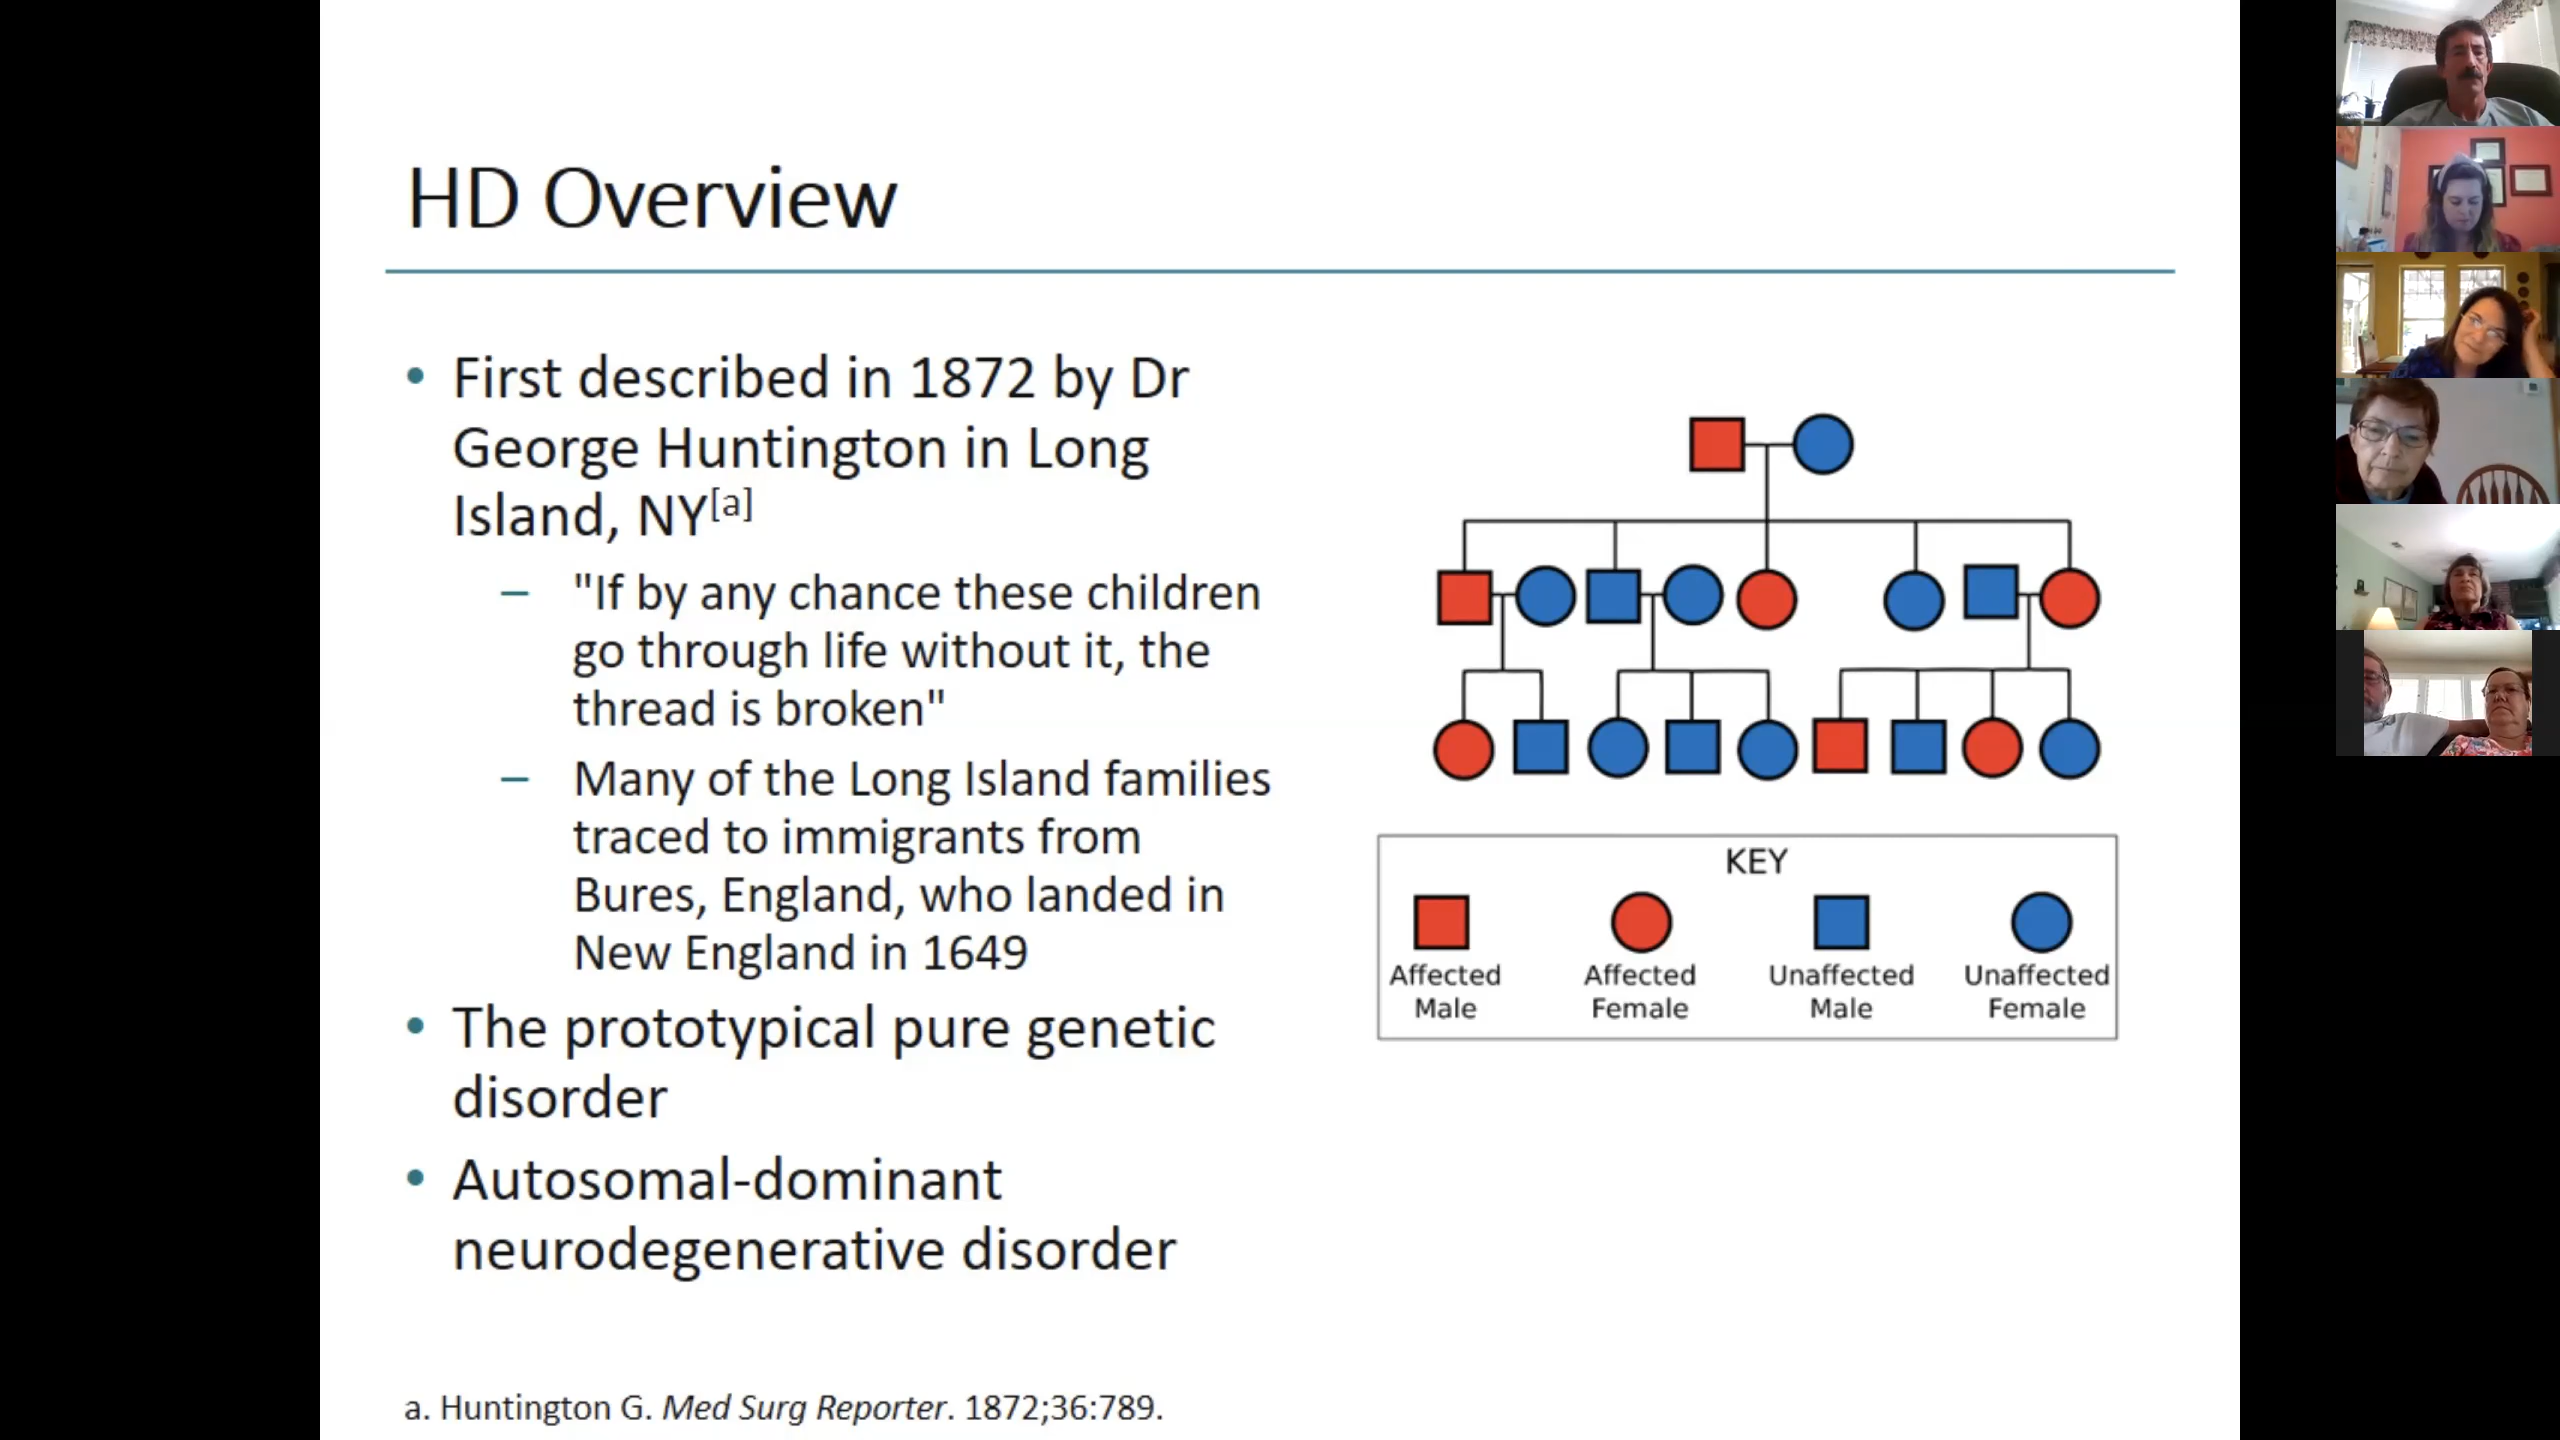 HD Overview
• First described in 1872 by Dr
George Huntington in Long
Island, NY[a]
– "If by any chance these children
go through life without it, the
thread is broken"
– Many of the Long Island families
traced to immigrants from
Bures, England, who landed in
New England in 1649
• The prototypical pure genetic
disorder
• Autosomal-dominant
neurodegenerative disorder
KEY
Affected Male
Affected Female
Unaffected Male
Unaffected Female
a. Huntington G. Med Surg Reporter. 1872;36:789.